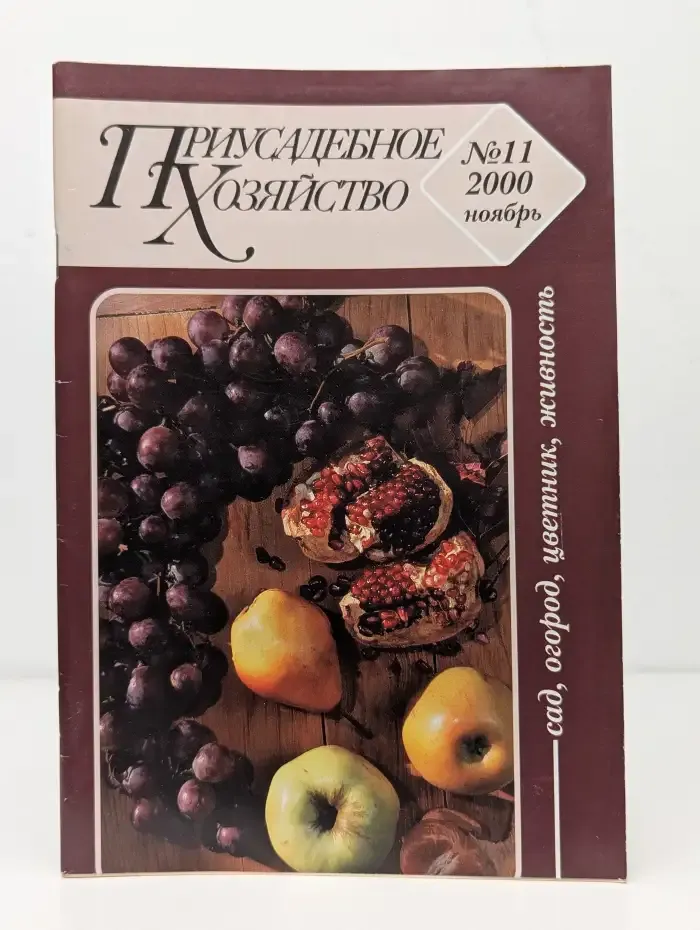 ПРИУСАДЕБНОЕ
ХОЗЯЙСТВО
№11
2000
ноябрь
сад, огород, цветник, живность